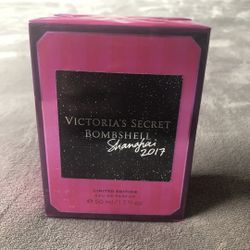 VICTORIA'S SECRET
BOMBSHELL
Shanghai
2017
LIMITED EDITION
EAU DE PARFUM